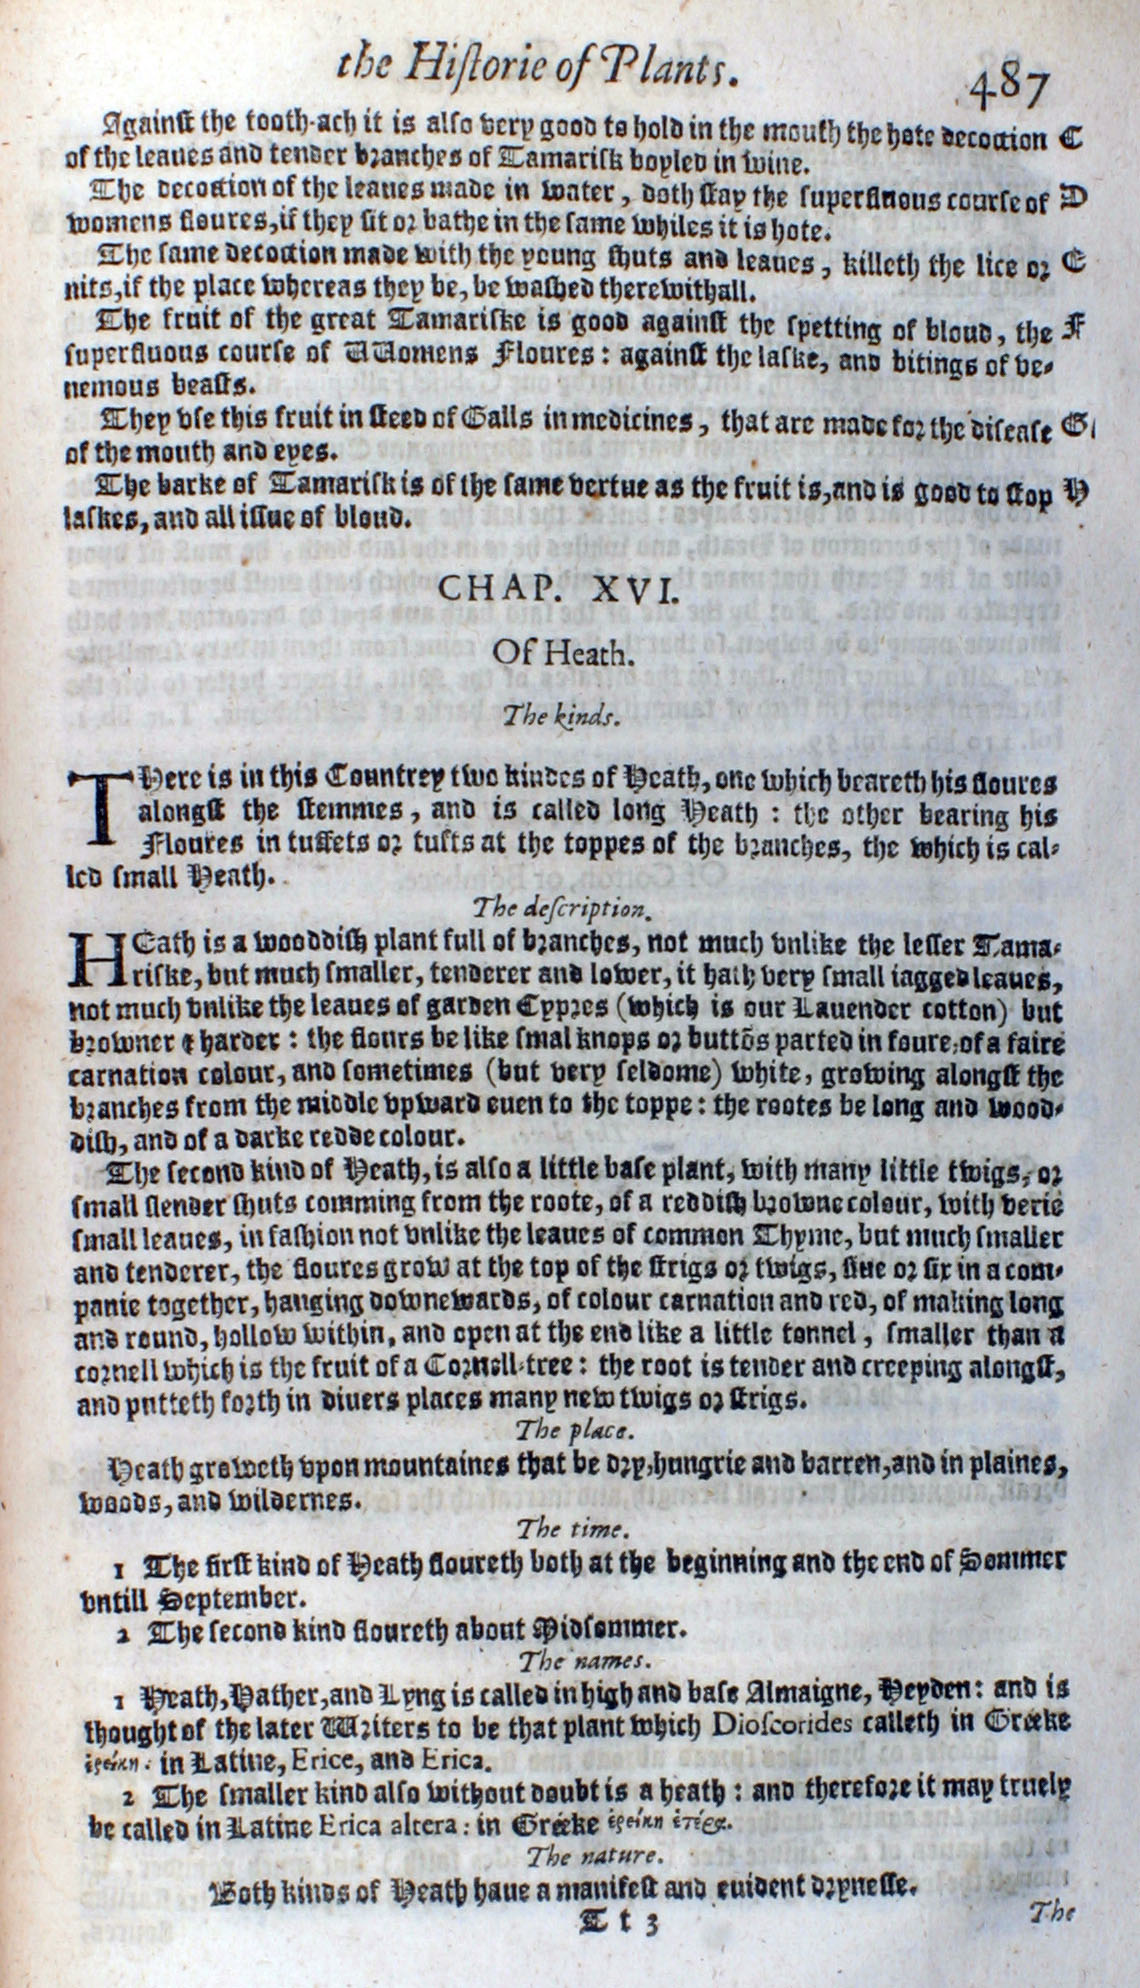 the Hiſtorie of Plants. 487
Againſt the tooth-ach it is alſo very good to hold in the mouth the hote decoction C
of the leaues and tender branches of Tamariſk boyled in wine.
The decoction of the leaues made in water, doth ſtay the ſuperfluous courſe of D
womens floures, if they ſit or bathe in the ſame whiles it is hote.
The ſame decoction made with the young ſhuts and leaues, killeth the lice or E
nits, if the place whereas they be, be waſhed therewithall.
The fruit of the great Tamariſke is good againſt the ſpetting of bloud, the F
ſuperfluous courſe of Womens Floures: againſt the laſke, and bitings of ve-
nemous beaſts.
They vſe this fruit in ſteed of Galls in medicines, that are made for the diſeaſe G
of the mouth and eyes.
The barke of Tamariſk is of the ſame vertue as the fruit is, and is good to ſtop H
laſkes, and all iſſue of bloud.
CHAP. XVI.
Of Heath.
The kinds.
THere is in this Countrey two kindes of Heath, one which beareth his floures
alongſt the ſtemmes, and is called long Heath: the other bearing his
Floures in tuffets or tufts at the toppes of the branches, the which is cal-
led ſmall Heath.
The deſcription.
HEath is a wooddiſh plant full of branches, not much vnlike the leſſer Tama-
riſke, but much ſmaller, tenderer and lower, it hath very ſmall iagged leaues,
not much vnlike the leaues of garden Cypres (which is our Lauender cotton) but
browner & harder: the flours be like ſmal knops or buttõs parted in foure, of a faire
carnation colour, and ſometimes (but very ſeldome) white, growing alongſt the
branches from the middle vpward euen to the toppe: the rootes be long and wood-
diſh, and of a darke redde colour.
The ſecond kind of Heath, is alſo a little baſe plant, with many little twigs, or
ſmall ſlender ſhuts comming from the roote, of a reddiſh browne colour, with verie
ſmall leaues, in faſhion not vnlike the leaues of common Thyme, but much ſmaller
and tenderer, the floures grow at the top of the ſtrigs or twigs, fiue or ſix in a com-
panie together, hanging downewards, of colour carnation and red, of making long
and round, hollow within, and open at the end like a little tonnel, ſmaller than a
cornell which is the fruit of a Cornell-tree: the root is tender and creeping alongſt,
and putteth forth in diuers places many new twigs or ſtrigs.
The place.
Heath groweth vpon mountaines that be dry, hungrie and barren, and in plaines,
woods, and wildernes.
The time.
1 The firſt kind of Heath floureth both at the beginning and the end of Sommer
vntill September.
2 The ſecond kind floureth about Midſommer.
The names.
1 Heath, Hather, and Lyng is called in high and baſe Almaigne, Heyden: and is
thought of the later Writers to be that plant which Dioſcorides calleth in Greeke
ἐρείκη: in Latine, Erice, and Erica.
2 The ſmaller kind alſo without doubt is a heath: and therefore it may truely
be called in Latine Erica altera: in Greeke ἐρείκη ἑτέρα.
The nature.
Both kinds of Heath haue a manifeſt and euident dryneſſe.
T t 3 The